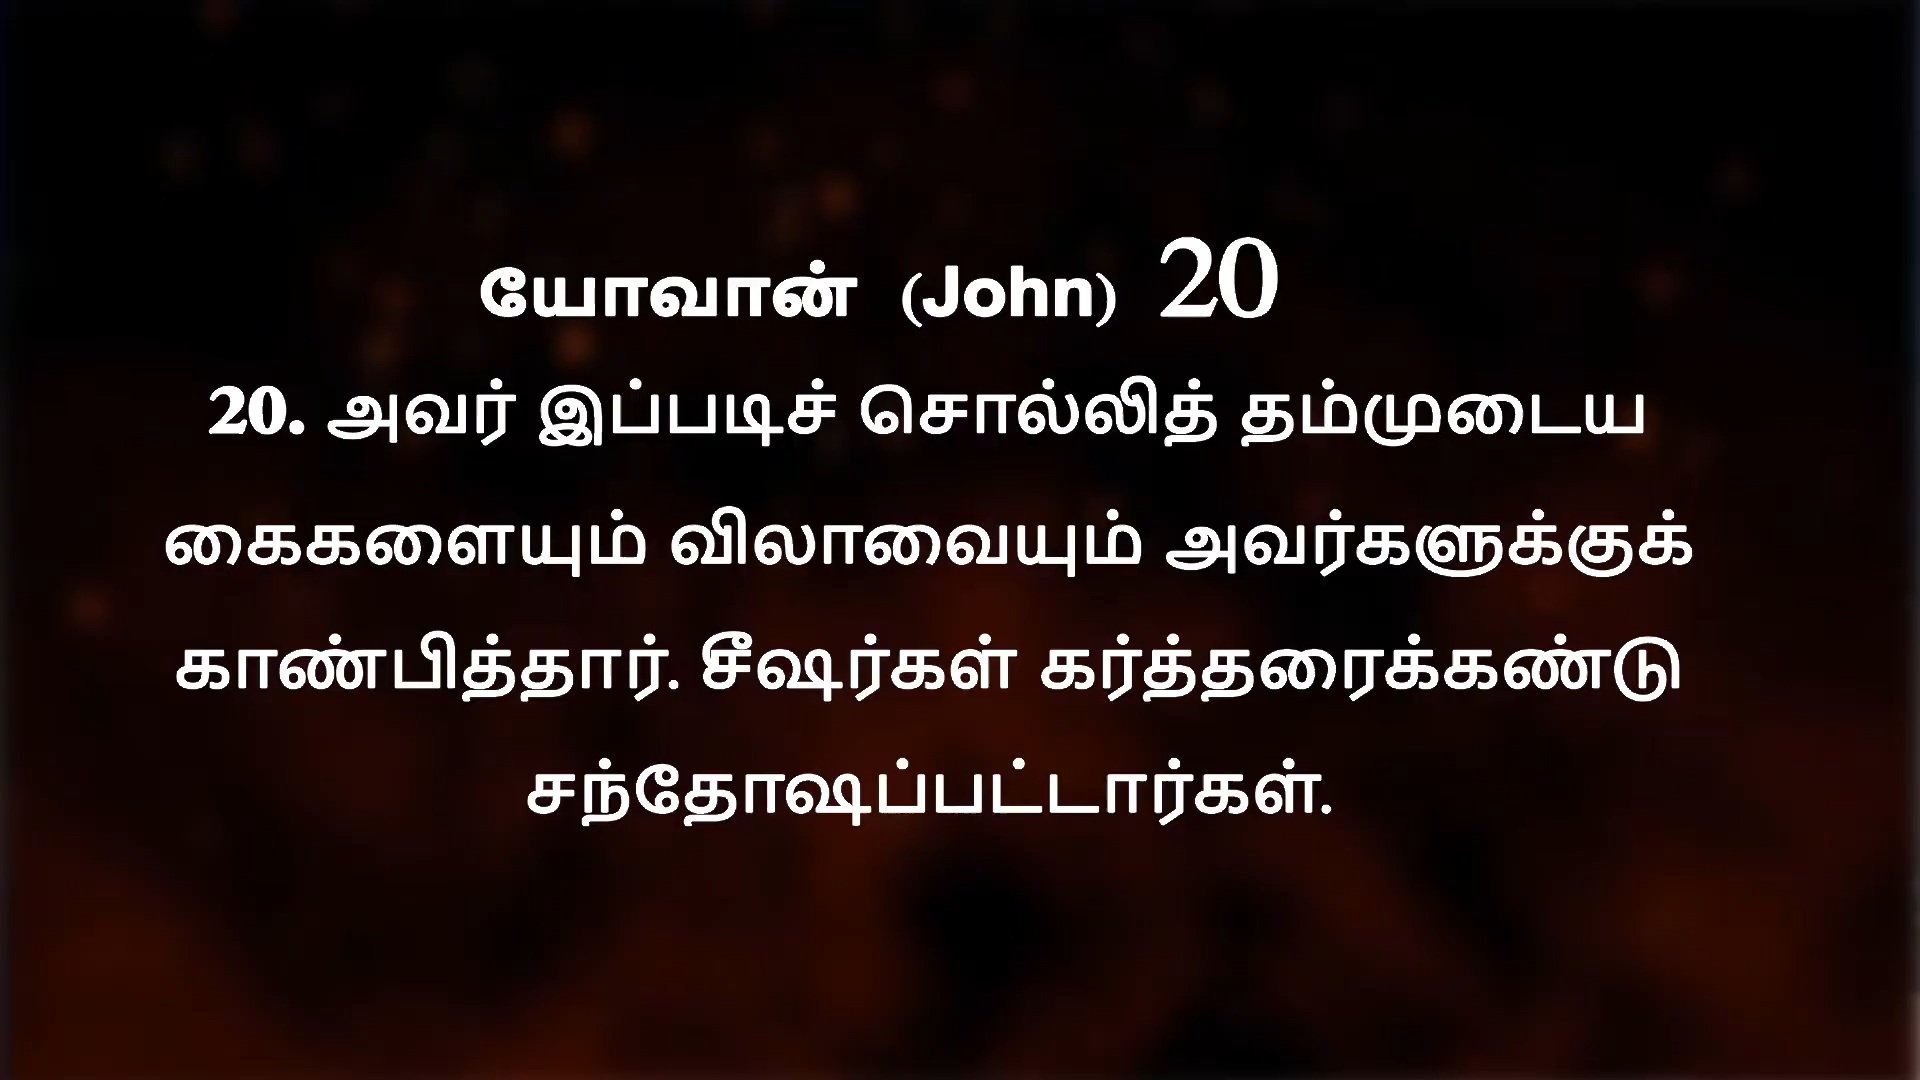 யோவான் (John) 20
20. அவர் இப்படிச் சொல்லித் தம்முடைய
கைகளையும் விலாவையும் அவர்களுக்குக்
காண்பித்தார். சீஷர்கள் கர்த்தரைக்கண்டு
சந்தோஷப்பட்டார்கள்.